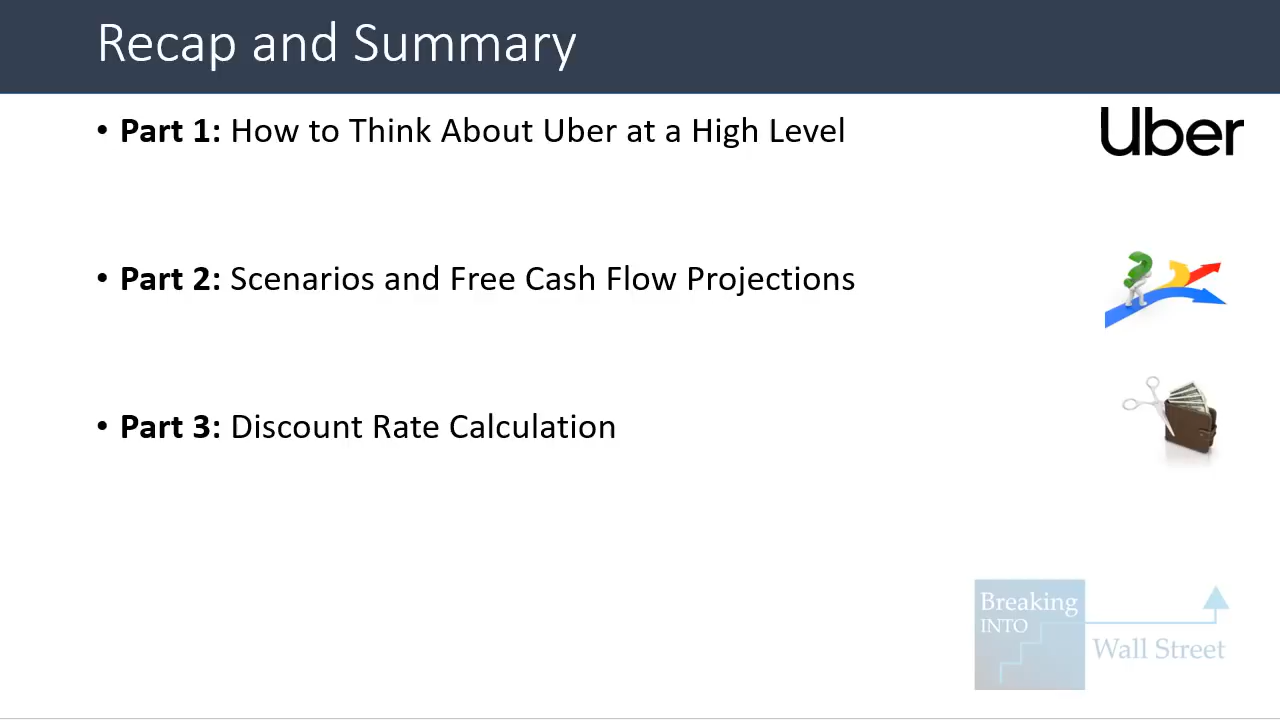 Recap and Summary
• Part 1: How to Think About Uber at a High Level
Uber
• Part 2: Scenarios and Free Cash Flow Projections
• Part 3: Discount Rate Calculation
Breaking
INTO
Wall Street